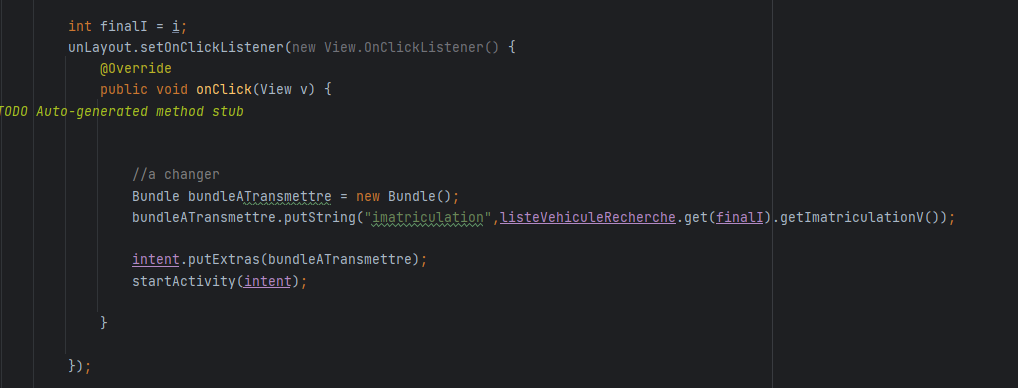 int finalI = i;
unLayout.setOnClickListener(new View.OnClickListener() {
@Override
public void onClick(View v) {
TODO Auto-generated method stub
//a changer
Bundle bundleATransmettre = new Bundle();
bundleATransmettre.putString("imatriculation",listeVehiculeRecherche.get(finalI).getImatriculationV());
intent.putExtras(bundleATransmettre);
startActivity(intent);
}
});